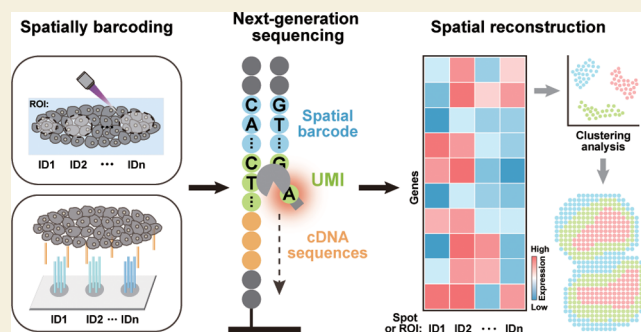 Spatially barcoding
Next-generation
sequencing
Spatial reconstruction
ROI:
ID1 ID2 ••• IDn
ID1 ID2 ••• IDn
C G
A T
⋮ ⋮
C G
T A
⋮
Spatial
barcode
UMI
cDNA
sequences
Genes
High
Expression
Low
Spot
or ROI: ID1 ID2 ••• IDn
Clustering
analysis